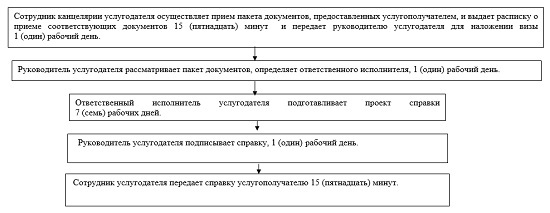 Сотрудник канцелярии услугодателя осуществляет прием пакета документов, предоставленных услугополучателем, и выдает расписку о
приеме соответствующих документов 15 (пятнадцать) минут и передает руководителю услугодателя для наложении визы
1 (один) рабочий день.
Руководитель услугодателя рассматривает пакет документов, определяет ответственного исполнителя, 1 (один) рабочий день.
Ответственный исполнитель услугодателя подготавливает проект справки
7 (семь) рабочих дней.
Руководитель услугодателя подписывает справку, 1 (один) рабочий день.
Сотрудник услугодателя передает справку услугополучателю 15 (пятнадцать) минут.